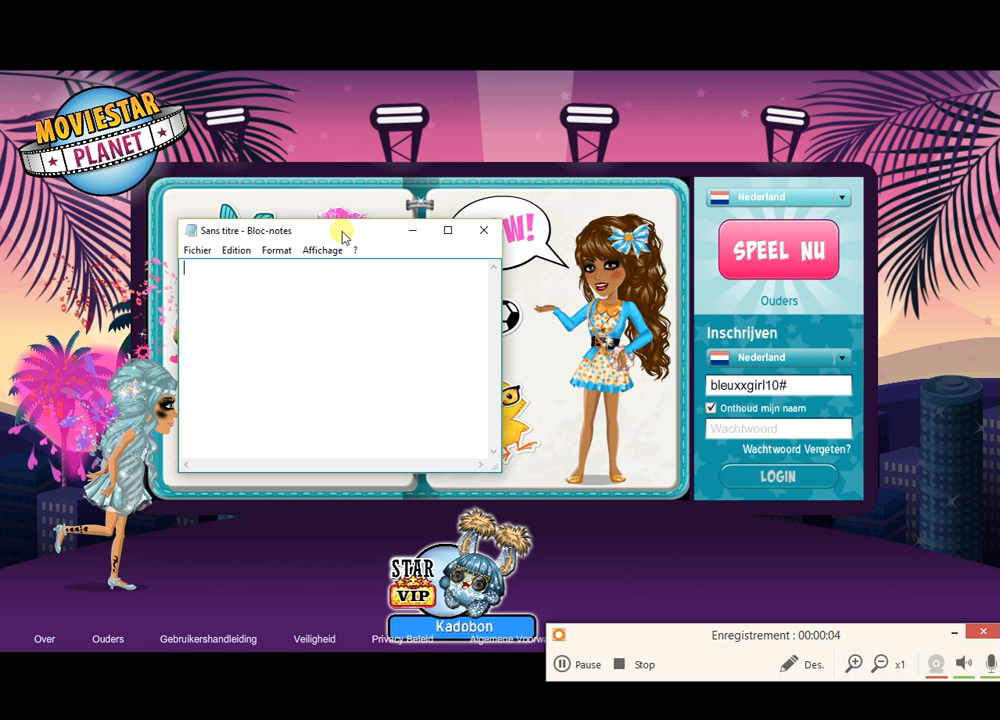 MOVIESTAR
PLANET
Sans titre - Bloc-notes
Fichier Edition Format Affichage ?
W!
Nederland
SPEEL NU
Ouders
Inschrijven
Nederland
bleuxxgirl10#
Onthoud mijn naam
Wachtwoord
Wachtwoord Vergeten?
LOGIN
STAR
VIP
Kadobon
Over Ouders Gebruikershandleiding Veiligheid Privacy Beleid Algemene
Enregistrement : 00:00:04
Pause Stop Des. x1